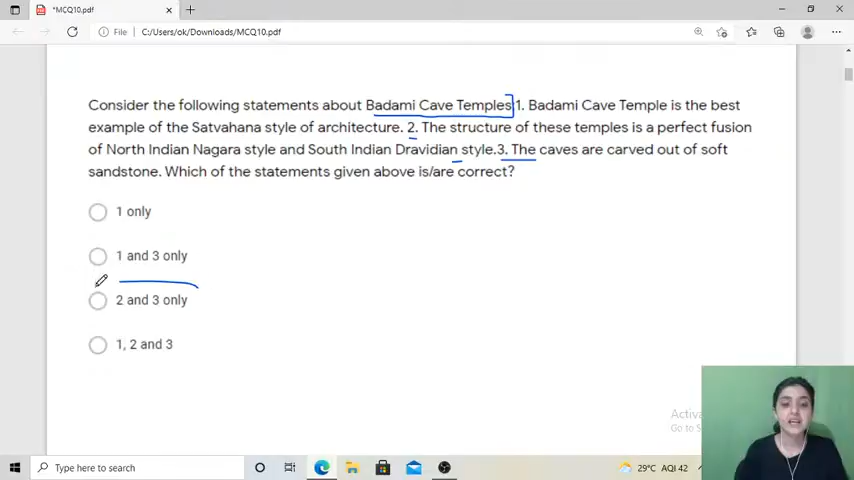 *MCQ10.pdf
File
C:/Users/ok/Downloads/MCQ10.pdf
Consider the following statements about Badami Cave Temples 1. Badami Cave Temple is the best
example of the Satvahana style of architecture. 2. The structure of these temples is a perfect fusion
of North Indian Nagara style and South Indian Dravidian style.3. The caves are carved out of soft
sandstone. Which of the statements given above is/are correct?
1 only
1 and 3 only
2 and 3 only
1, 2 and 3
Activa
Go to S
Type here to search
29°C AQI 42